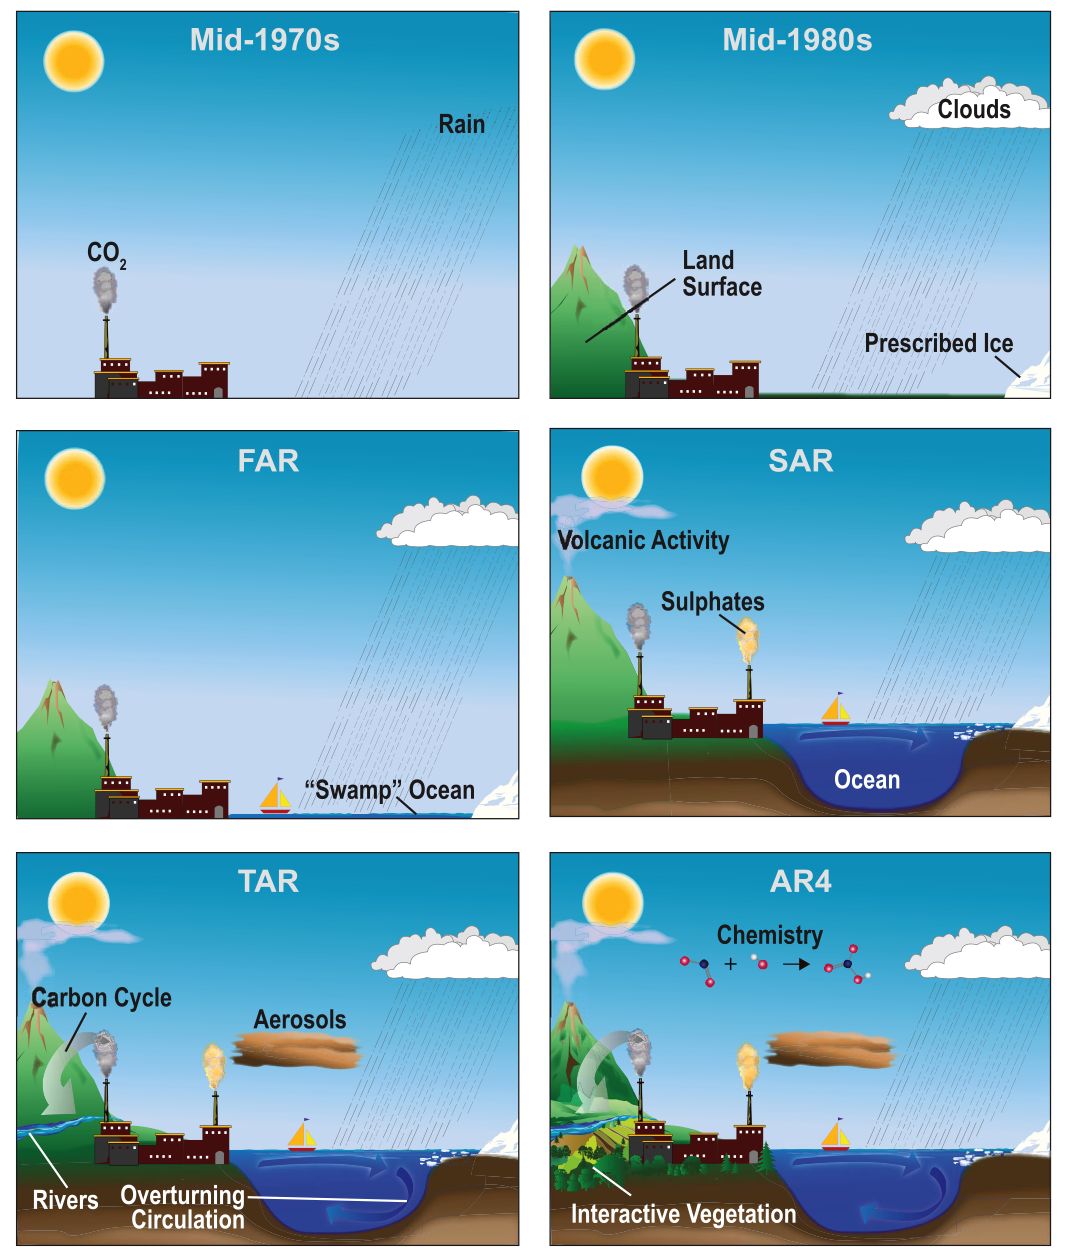 Mid-1970s
Rain
CO2
Mid-1980s
Clouds
Land
Surface
Prescribed Ice
FAR
“Swamp” Ocean
SAR
Volcanic Activity
Sulphates
Ocean
TAR
Carbon Cycle
Aerosols
Rivers
Overturning
Circulation
AR4
Chemistry
+
Interactive Vegetation